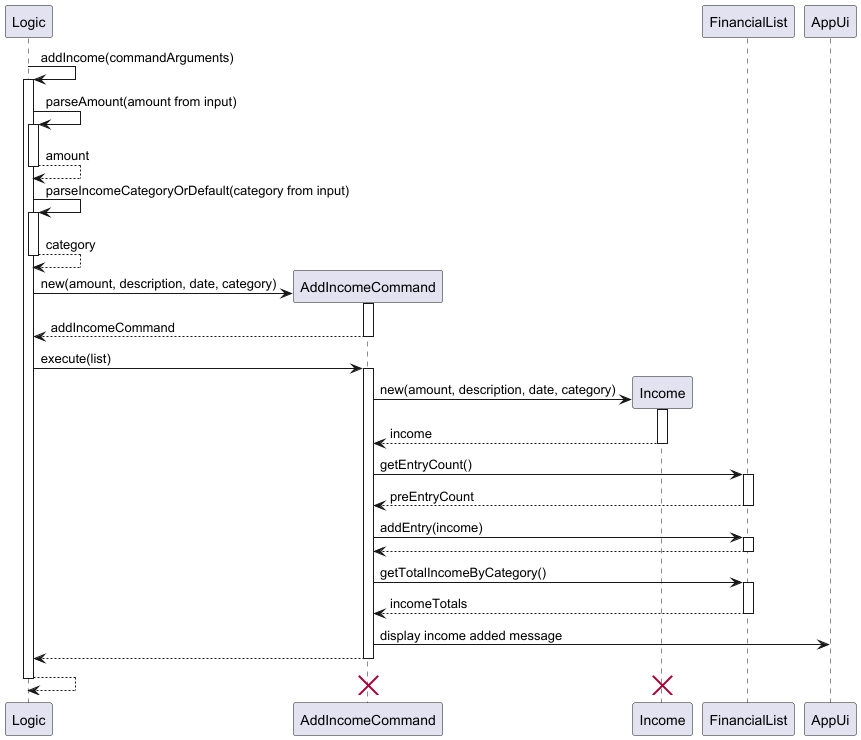 Logic
FinancialList
AppUi
addIncome(commandArguments)
parseAmount(amount from input)
amount
parseIncomeCategoryOrDefault(category from input)
category
new(amount, description, date, category)
AddIncomeCommand
addIncomeCommand
execute(list)
new(amount, description, date, category)
Income
income
getEntryCount()
preEntryCount
addEntry(income)
getTotalIncomeByCategory()
incomeTotals
display income added message
Logic
AddIncomeCommand
Income
FinancialList
AppUi